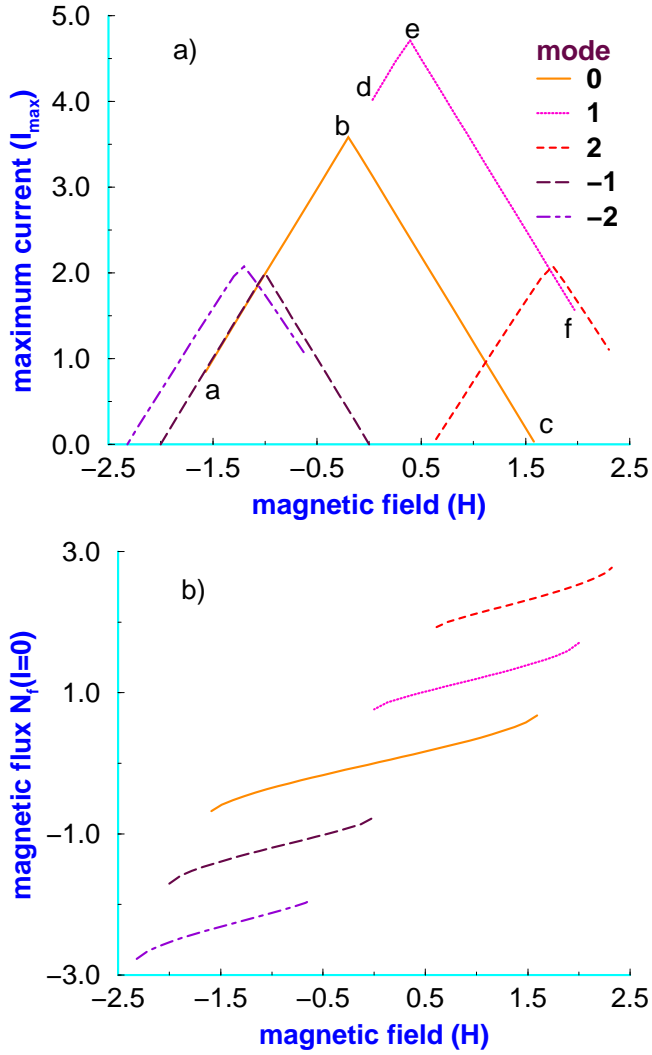 a)
mode
0
1
2
−1
−2
a
b
c
d
e
f
maximum current (I_max)
5.0
4.0
3.0
2.0
1.0
0.0
−2.5 −1.5 −0.5 0.5 1.5 2.5
magnetic field (H)
b)
magnetic flux N_f(I=0)
3.0
1.0
−1.0
−3.0
−2.5 −1.5 −0.5 0.5 1.5 2.5
magnetic field (H)